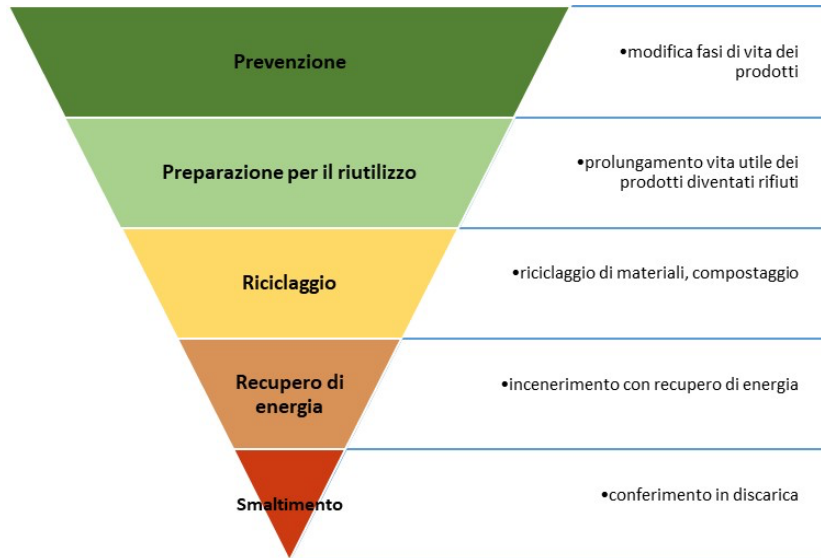 Prevenzione
•modifica fasi di vita dei
prodotti
Preparazione per il riutilizzo
•prolungamento vita utile dei
prodotti diventati rifiuti
Riciclaggio
•riciclaggio di materiali, compostaggio
Recupero di
energia
•incenerimento con recupero di energia
Smaltimento
•conferimento in discarica